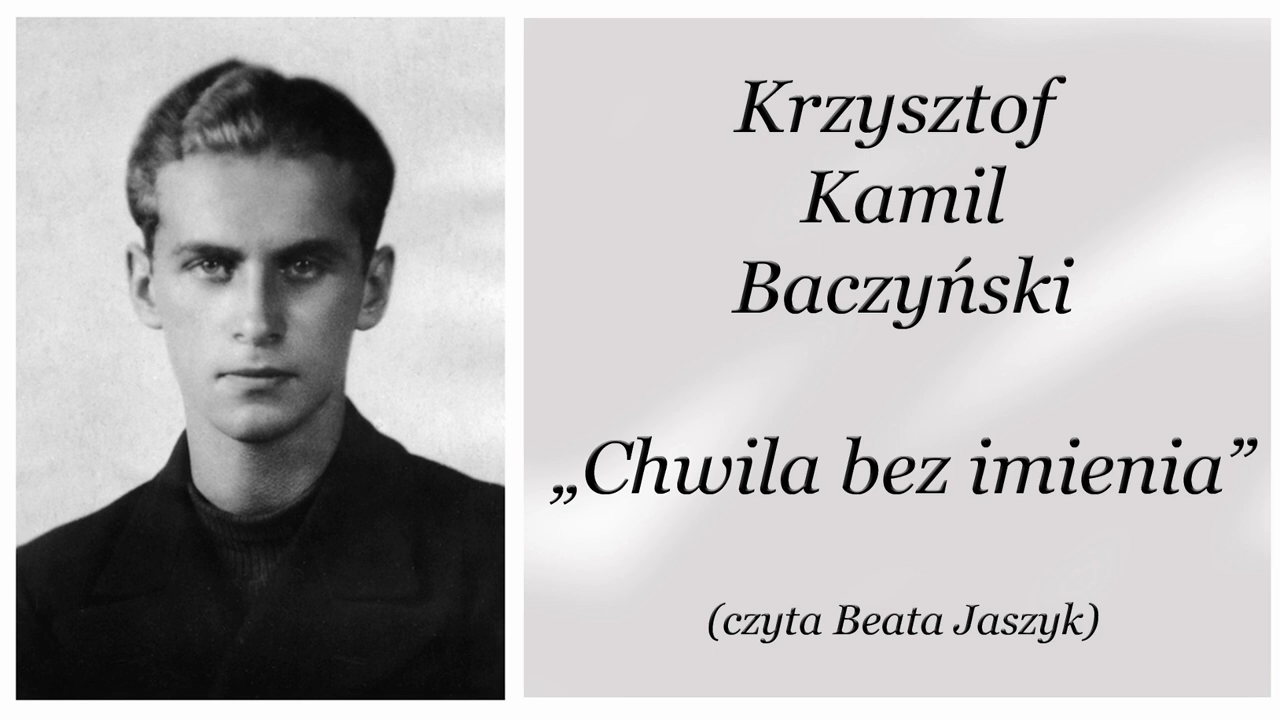 Krzysztof
Kamil
Baczyński
„Chwila bez imienia”
(czyta Beata Jaszyk)